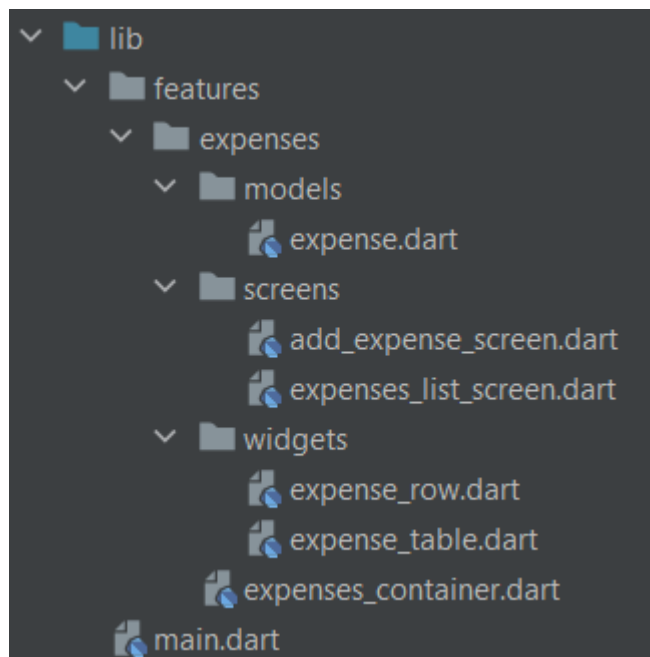 lib
features
expenses
models
expense.dart
screens
add_expense_screen.dart
expenses_list_screen.dart
widgets
expense_row.dart
expense_table.dart
expenses_container.dart
main.dart